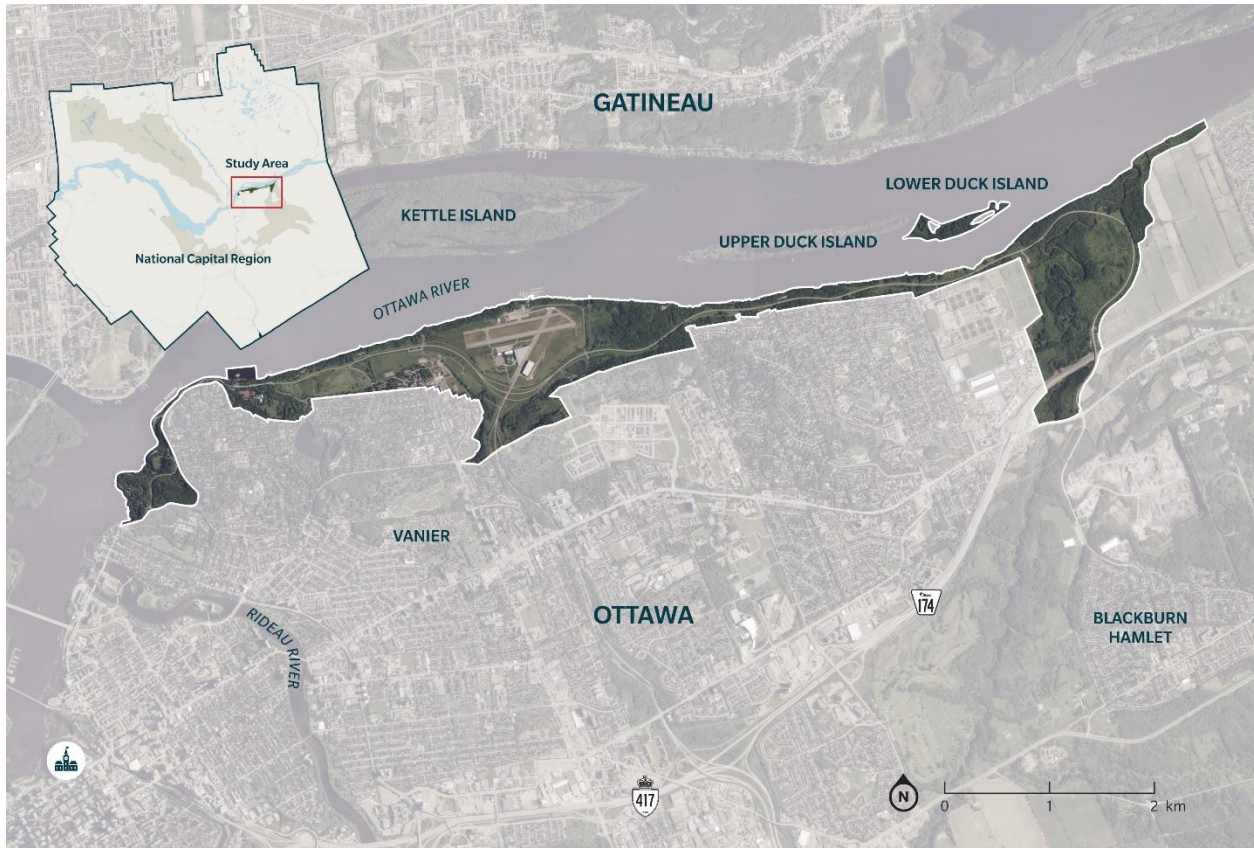 GATINEAU
Study Area
National Capital Region
KETTLE ISLAND
LOWER DUCK ISLAND
UPPER DUCK ISLAND
OTTAWA RIVER
VANIER
OTTAWA
RIDEAU
RIVER
174
BLACKBURN
HAMLET
417
N
0 1 2 km